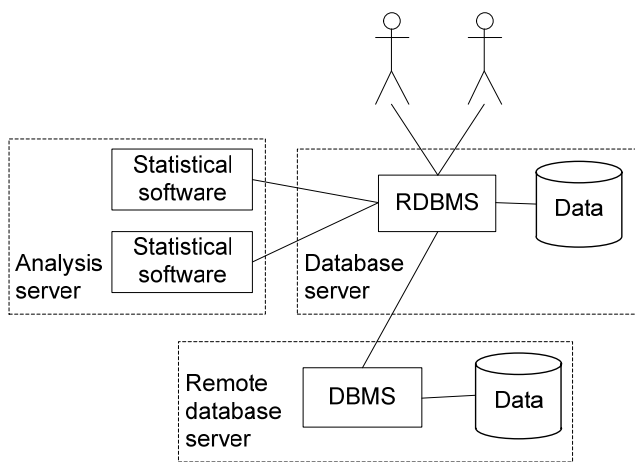 Statistical
software
RDBMS
Data
Statistical
software
Analysis
server
Database
server
Remote
database
server
DBMS
Data